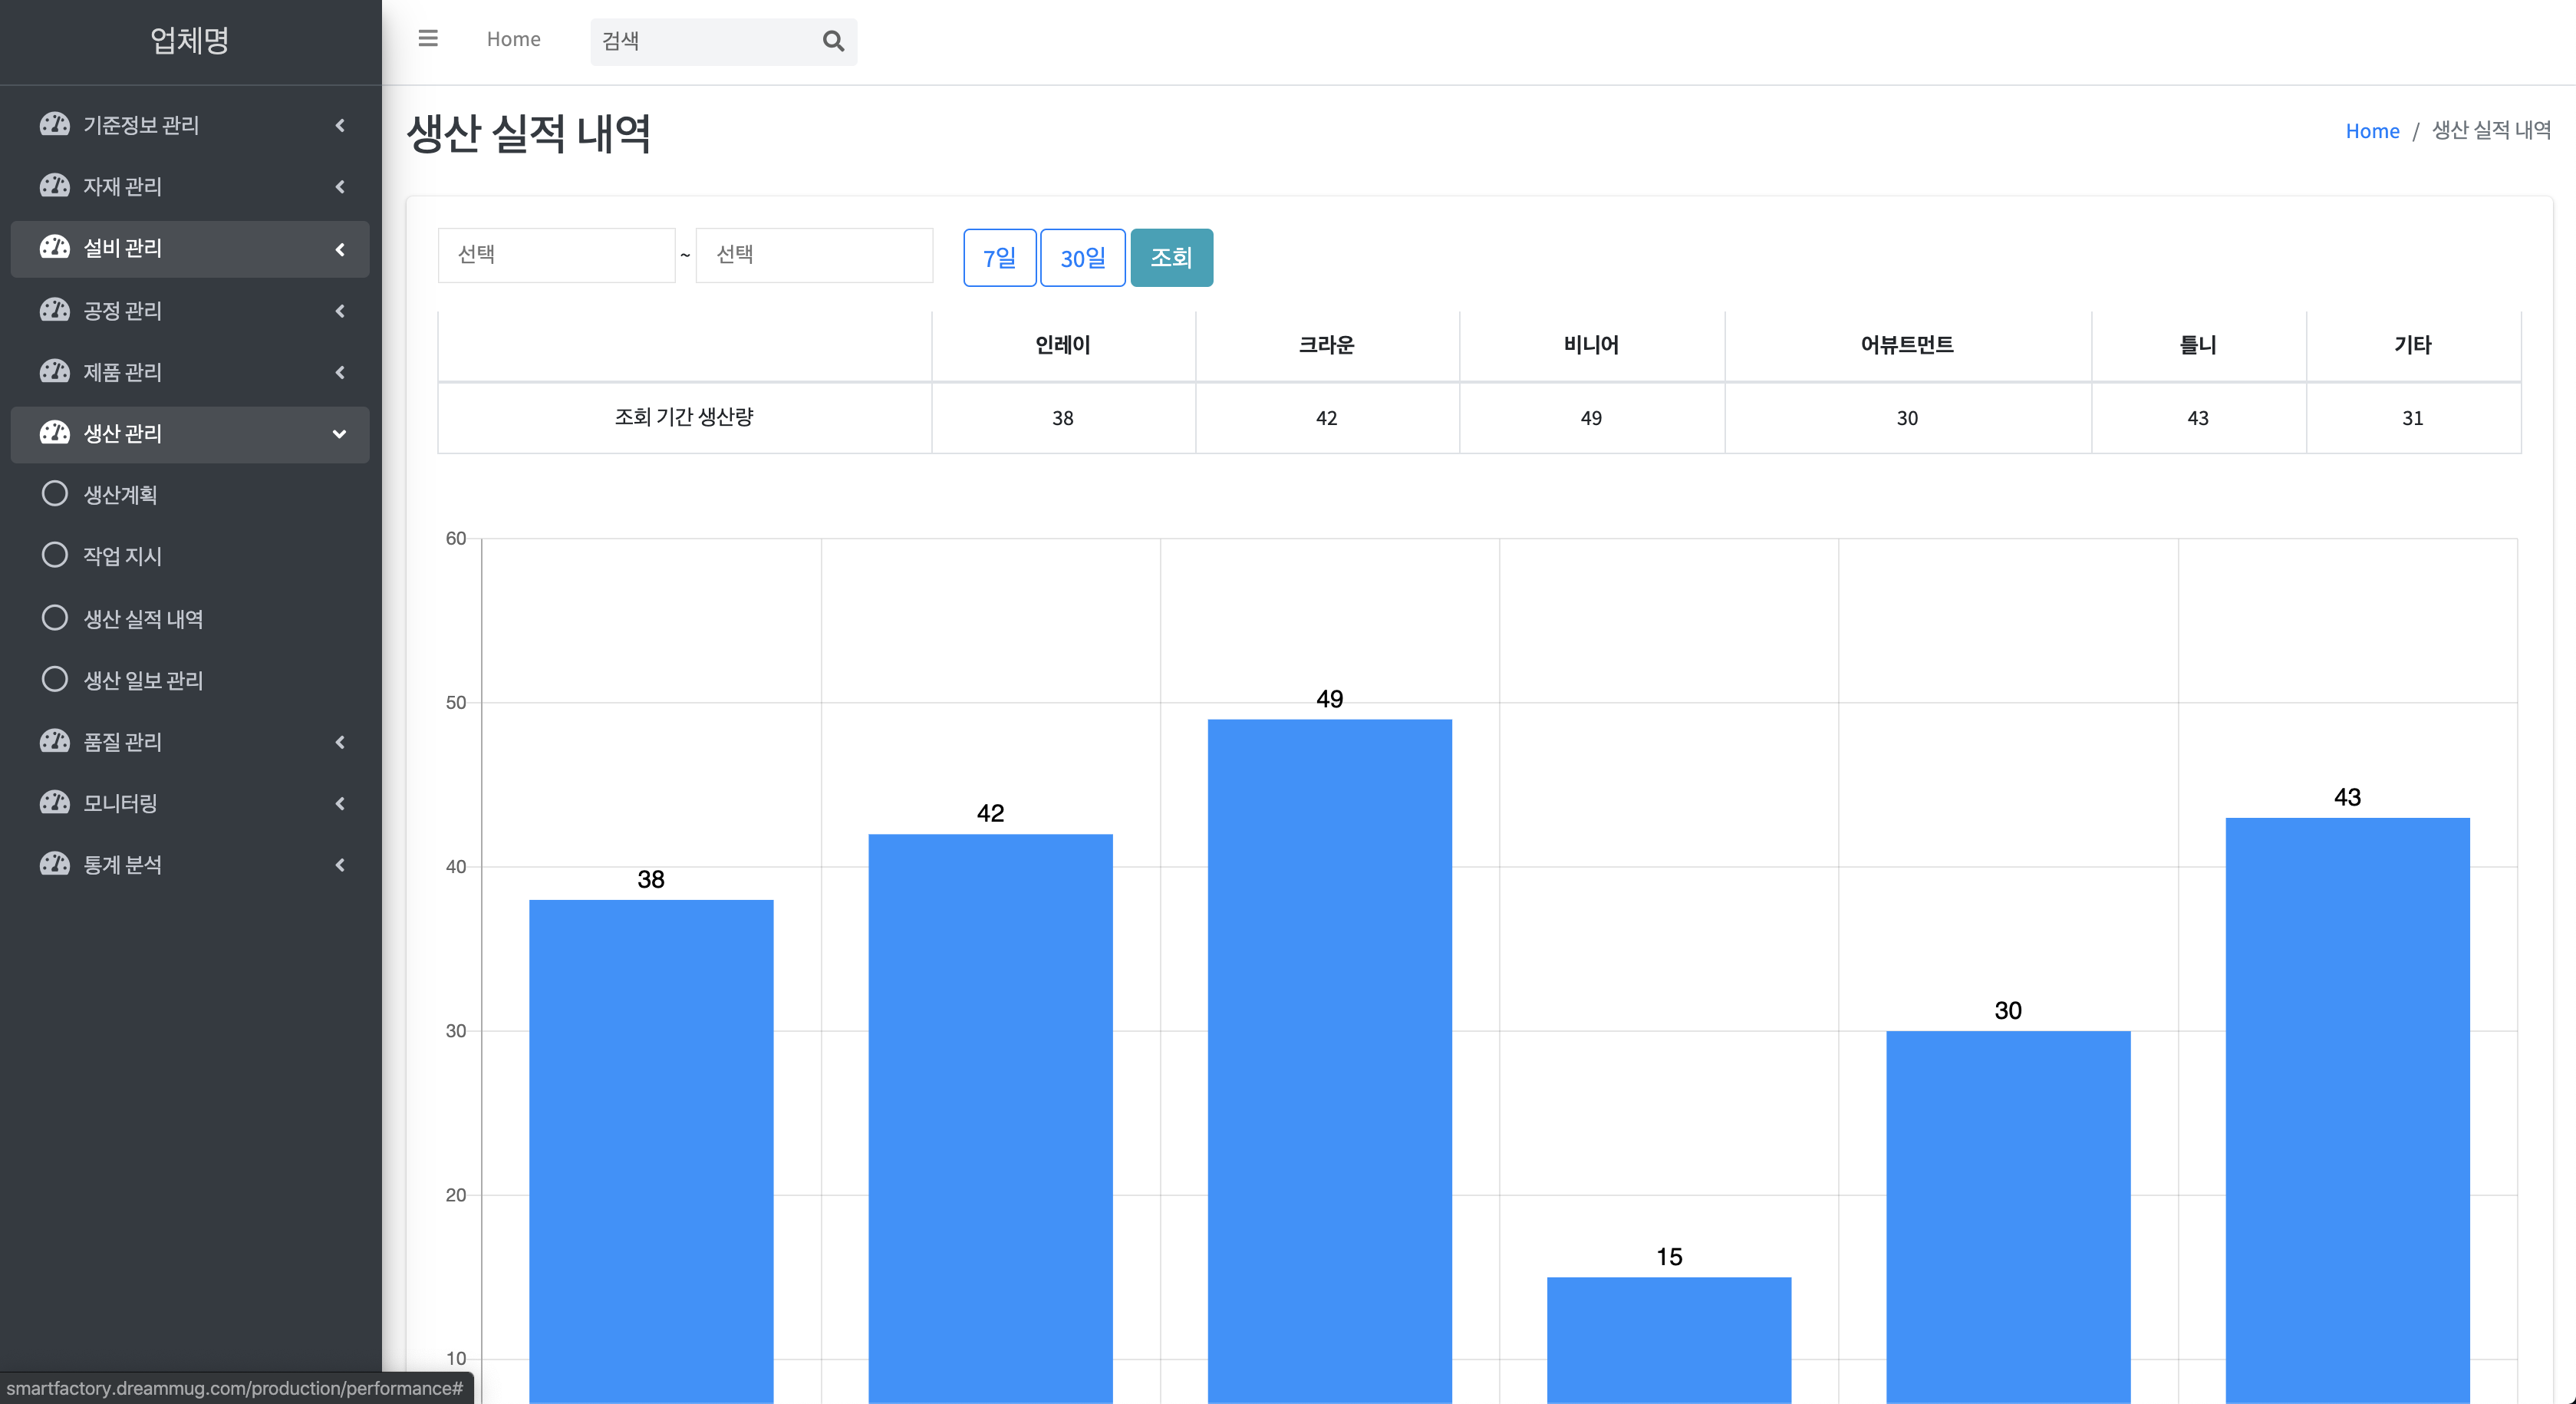 업체명
기준정보 관리
자재 관리
설비 관리
공정 관리
제품 관리
생산 관리
생산계획
작업 지시
생산 실적 내역
생산 일보 관리
품질 관리
모니터링
통계 분석
Home 검색
생산 실적 내역
Home / 생산 실적 내역
선택 ~ 선택 7일 30일 조회
인레이 크라운 비니어 어뷰트먼트 틀니 기타
조회 기간 생산량 38 42 49 30 43 31
60
50
40
30
20
10
38
42
49
15
30
43
smartfactory.dreammug.com/production/performance#